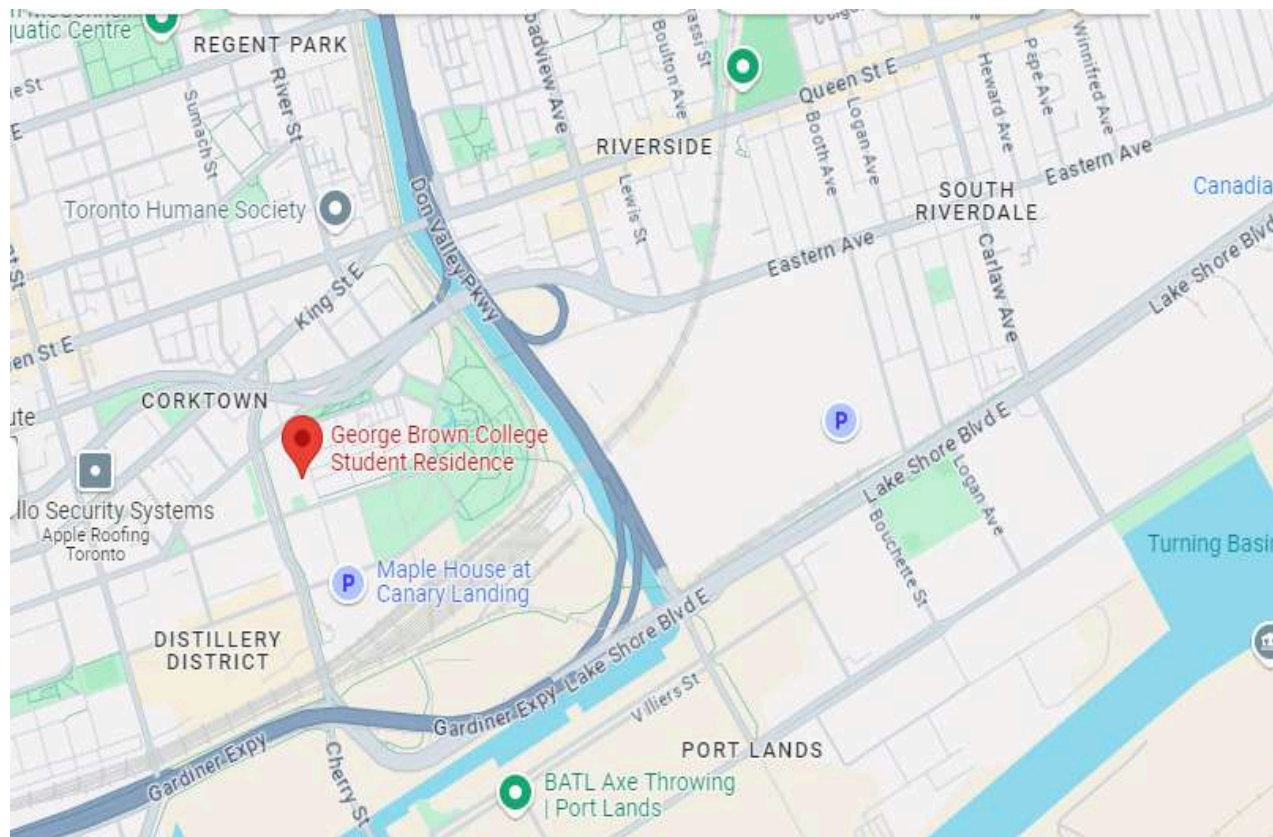 uatic Centre
REGENT PARK
River St
Sumach St
Toronto Humane Society
King St E
Don Valley Pkwy
Boulton Ave
RIVERSIDE
Lewis St
Queen St E
Logan Ave
Booth Ave
Heward Ave
Pape Ave
Winnifred Ave
Eastern Ave
SOUTH
RIVERDALE
Canadia
Eastern Ave
Carlaw Ave
Lake Shore Blvd
en St E
CORKTOWN
George Brown College
Student Residence
P
llo Security Systems
Apple Roofing
Toronto
Lake Shore Blvd E
Logan Ave
Bouchette St
Turning Basi
P
Maple House at
Canary Landing
DISTILLERY
DISTRICT
Lake Shore Blvd E
Gardiner Expy
Villiers St
Gardiner Expy
Cherry St
PORT LANDS
BATL Axe Throwing
| Port Lands